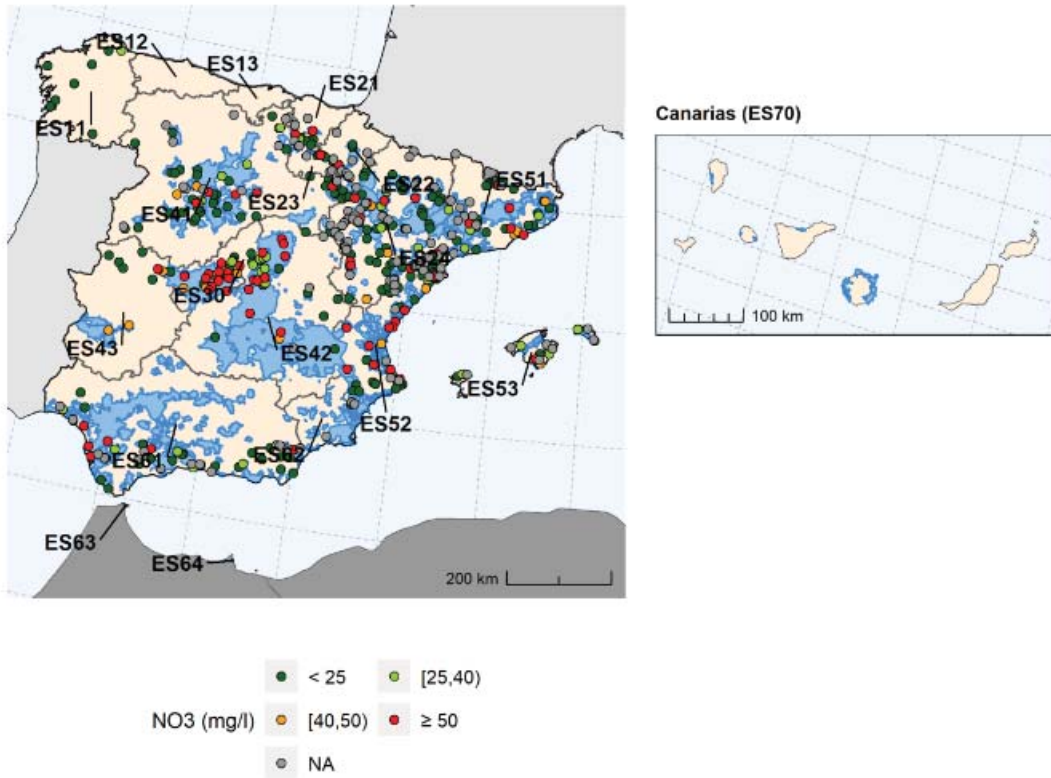 ES12
ES13
ES21
ES11
ES22
ES51
ES41
ES23
ES24
ES30
ES43
ES42
ES53
ES52
ES61
ES62
ES63
ES64
200 km
Canarias (ES70)
100 km
NO3 (mg/l)
< 25
[25,40)
[40,50)
≥ 50
NA